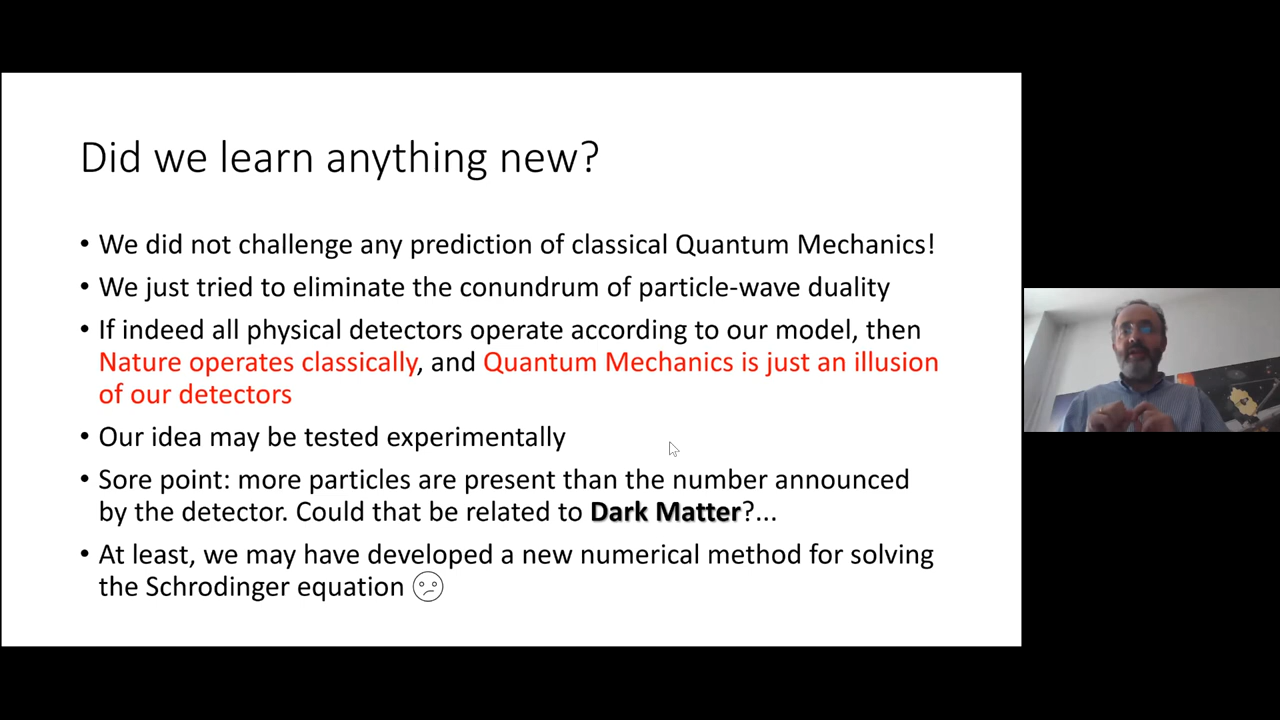 Did we learn anything new?
• We did not challenge any prediction of classical Quantum Mechanics!
• We just tried to eliminate the conundrum of particle-wave duality
• If indeed all physical detectors operate according to our model, then
Nature operates classically, and Quantum Mechanics is just an illusion
of our detectors
• Our idea may be tested experimentally
• Sore point: more particles are present than the number announced
by the detector. Could that be related to Dark Matter?...
• At least, we may have developed a new numerical method for solving
the Schrodinger equation